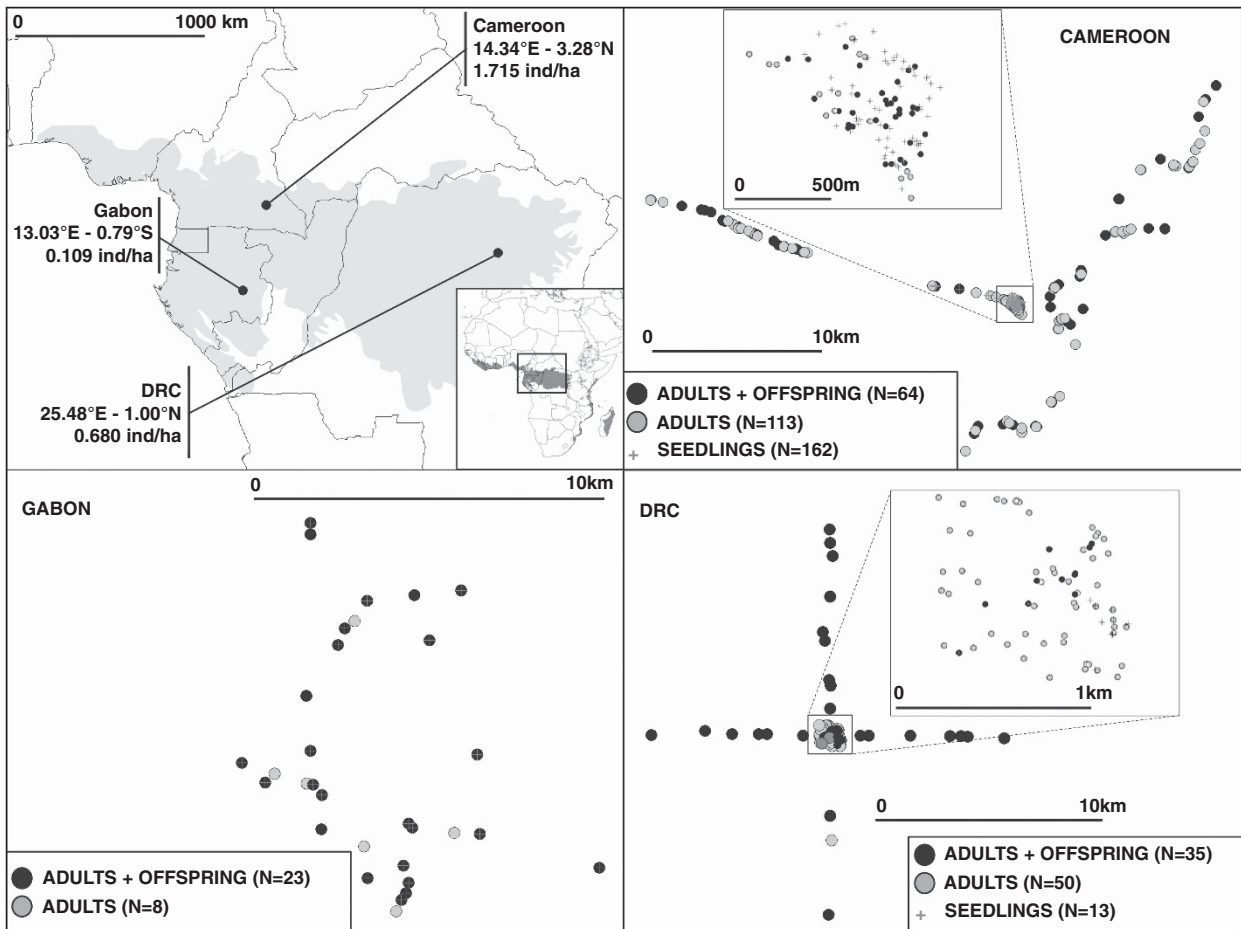 0 1000 km
Cameroon
14.34°E - 3.28°N
1.715 ind/ha
Gabon
13.03°E - 0.79°S
0.109 ind/ha
DRC
25.48°E - 1.00°N
0.680 ind/ha
CAMEROON
0 500m
0 10km
ADULTS + OFFSPRING (N=64)
ADULTS (N=113)
SEEDLINGS (N=162)
GABON
0 10km
ADULTS + OFFSPRING (N=23)
ADULTS (N=8)
DRC
0 1km
0 10km
ADULTS + OFFSPRING (N=35)
ADULTS (N=50)
SEEDLINGS (N=13)